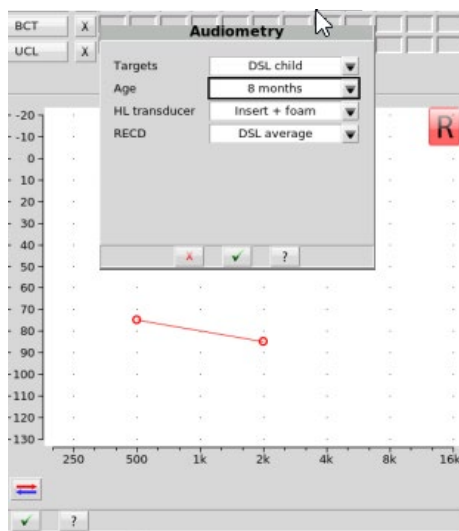 BCT X
UCL X
Audiometry
Targets DSL child
Age 8 months
HL transducer Insert + foam
RECD DSL average
X ?
R
-20
-10
0
10
20
30
40
50
60
70
80
90
100
110
120
130
250 500 1k 2k 4k 8k 16k
?